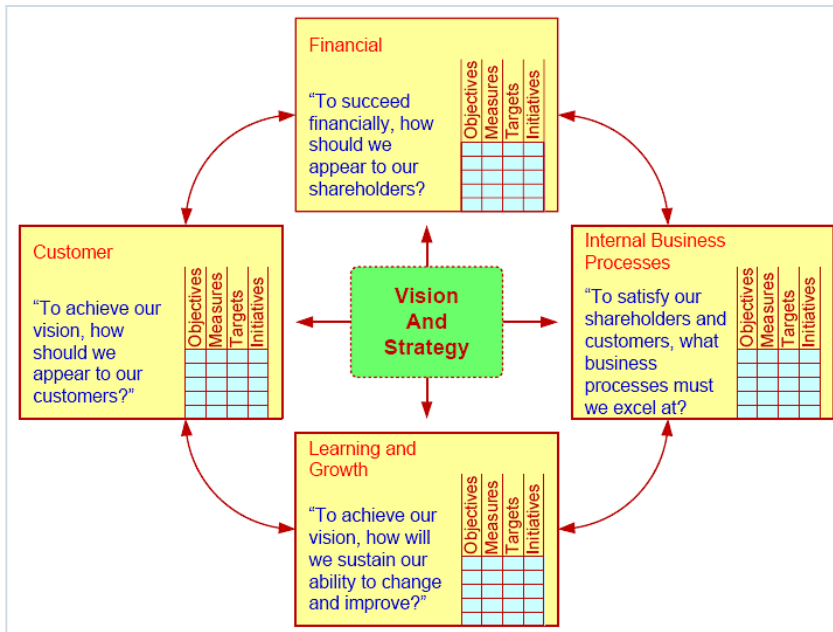 Financial
“To succeed
financially, how
should we
appear to our
shareholders?
Objectives
Measures
Targets
Initiatives
Customer
“To achieve our
vision, how
should we
appear to our
customers?”
Objectives
Measures
Targets
Initiatives
Vision
And
Strategy
Internal Business
Processes
“To satisfy our
shareholders and
customers, what
business
processes must
we excel at?
Objectives
Measures
Targets
Initiatives
Learning and
Growth
“To achieve our
vision, how will
we sustain our
ability to change
and improve?”
Objectives
Measures
Targets
Initiatives